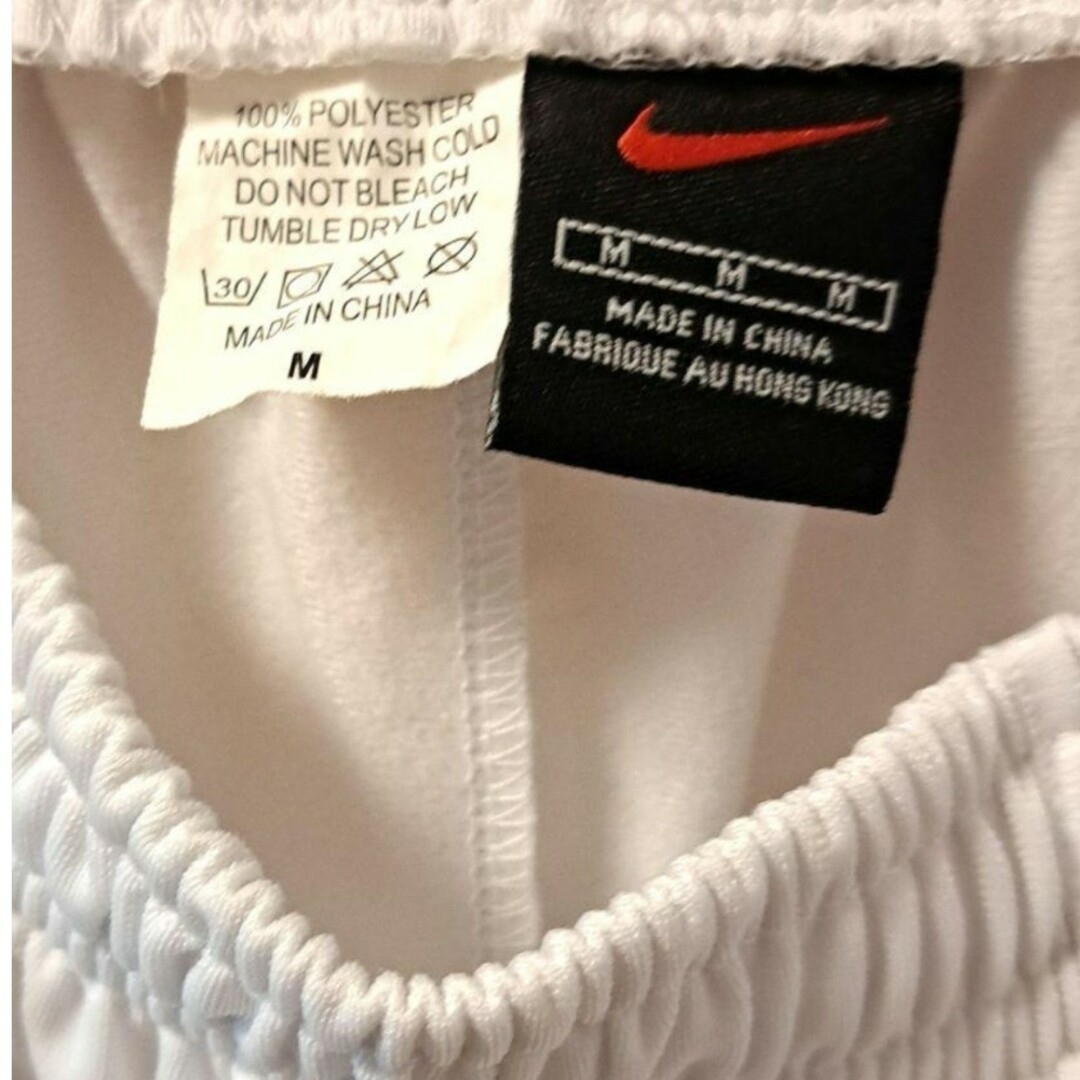 100% POLYESTER
MACHINE WASH COLD
DO NOT BLEACH
TUMBLE DRY LOW
30
MADE IN CHINA
M
M M M
MADE IN CHINA
FABRIQUE AU HONG KONG